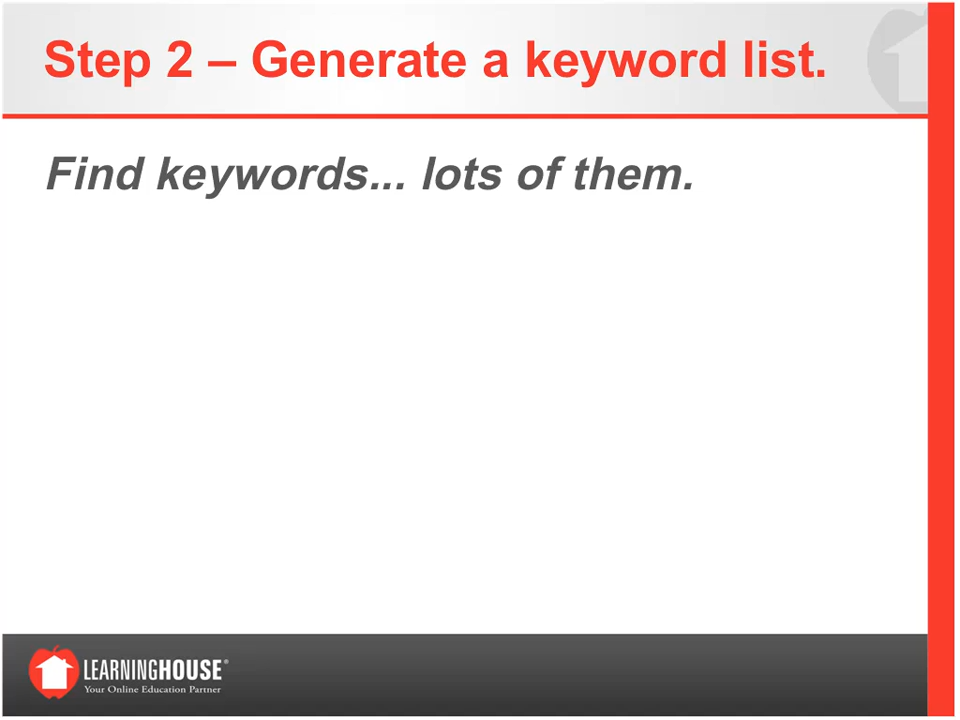 Step 2 – Generate a keyword list.
Find keywords... lots of them.
LEARNINGHOUSE®
Your Online Education Partner